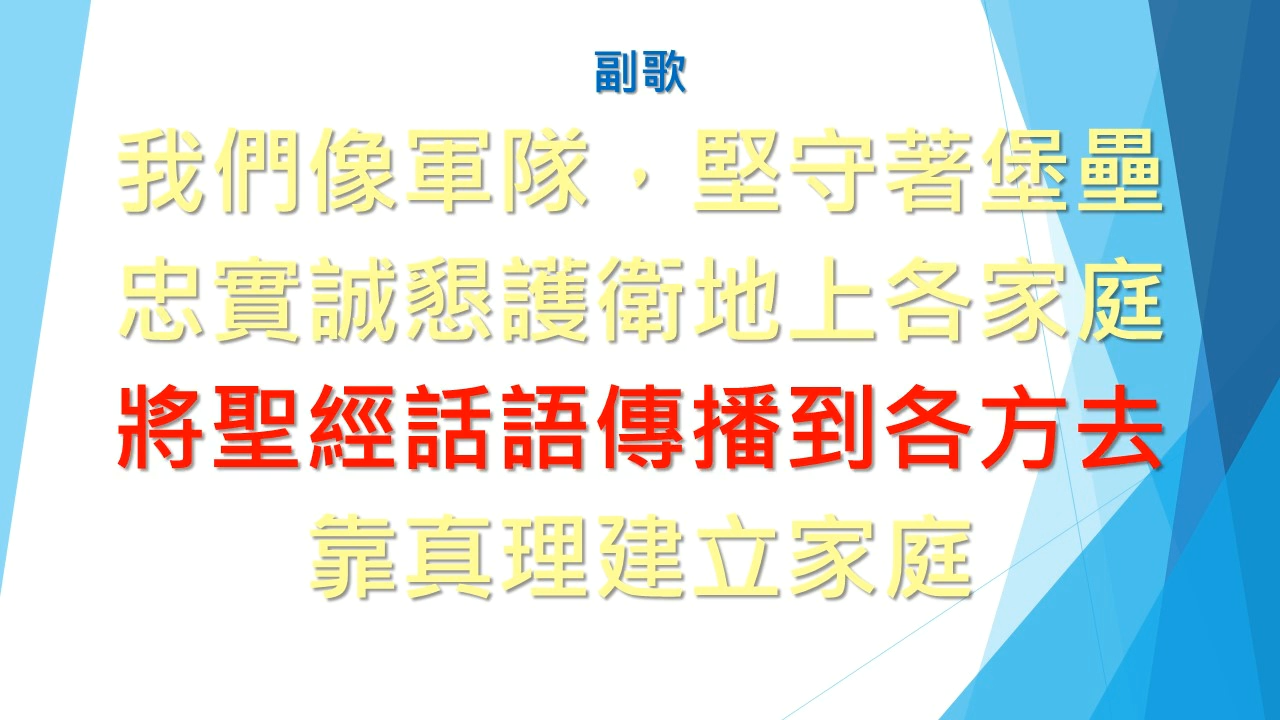 副歌
我們像軍隊，堅守著堡壘
忠實誠懇護衛地上各家庭
將聖經話語傳播到各方去
靠真理建立家庭